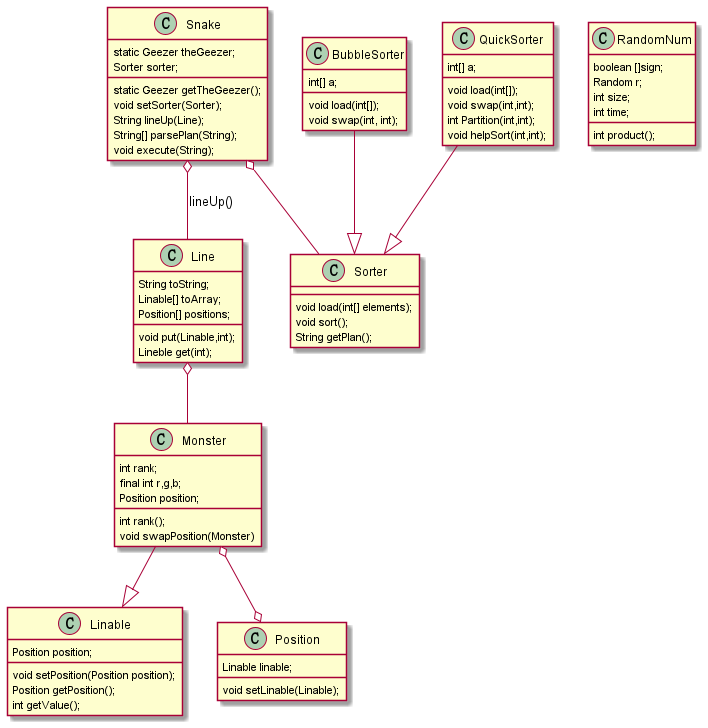 C Snake
static Geezer theGeezer;
Sorter sorter;
static Geezer getTheGeezer();
void setSorter(Sorter);
String lineUp(Line);
String[] parsePlan(String);
void execute(String);
C BubbleSorter
int[] a;
void load(int[]);
void swap(int, int);
C QuickSorter
int[] a;
void load(int[]);
void swap(int,int);
int Partition(int,int);
void helpSort(int,int);
C RandomNum
boolean []sign;
Random r;
int size;
int time;
int product();
lineUp()
C Line
String toString;
Linable[] toArray;
Position[] positions;
void put(Linable,int);
Lineble get(int);
C Sorter
void load(int[] elements);
void sort();
String getPlan();
C Monster
int rank;
final int r,g,b;
Position position;
int rank();
void swapPosition(Monster)
C Linable
Position position;
void setPosition(Position position);
Position getPosition();
int getValue();
C Position
Linable linable;
void setLinable(Linable);